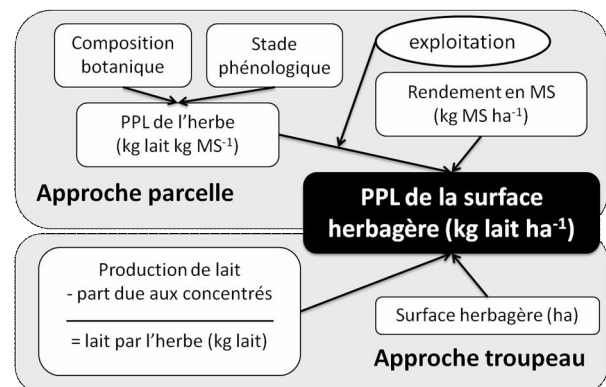 Composition
botanique
Stade
phénologique
exploitation
PPL de l'herbe
(kg lait kg MS⁻¹)
Rendement en MS
(kg MS ha⁻¹)
Approche parcelle
PPL de la surface
herbagère (kg lait ha⁻¹)
Production de lait
- part due aux concentrés
= lait par l'herbe (kg lait)
Surface herbagère (ha)
Approche troupeau